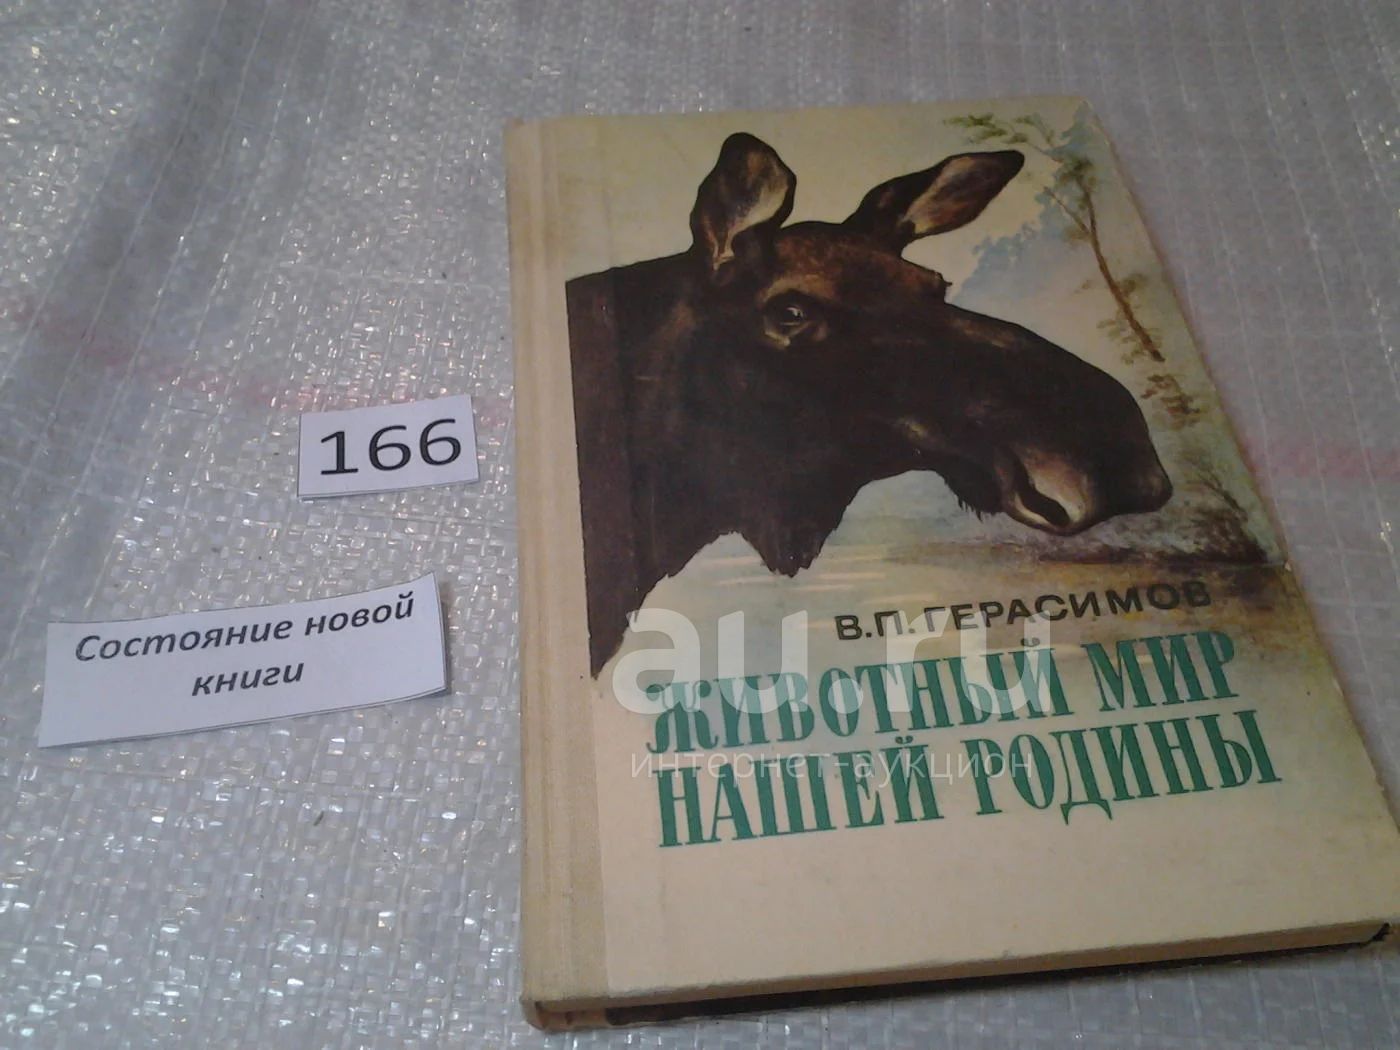 166
Состояние новой
книги
В.П. ГЕРАСИМОВ
ЖИВОТНЫЙ МИР
НАШЕЙ РОДИНЫ
au.ru
интернет-аукцион